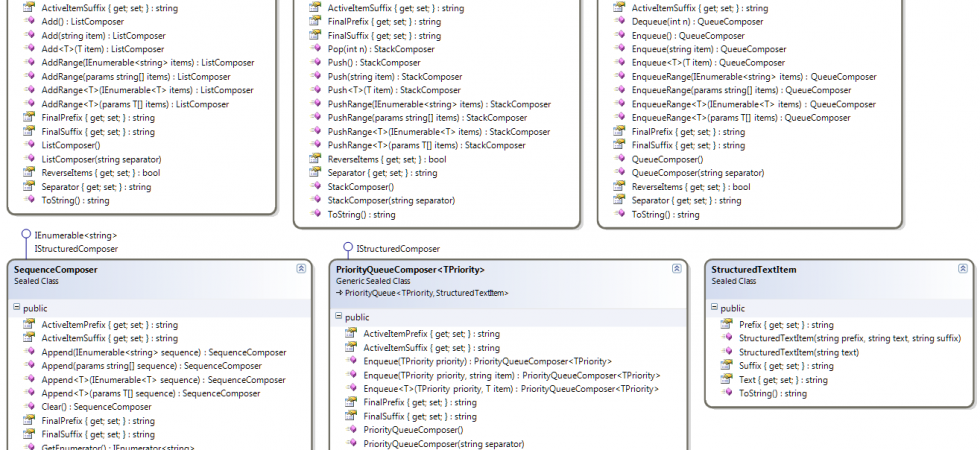 ActiveItemSuffix { get; set; } : string
Add() : ListComposer
Add(string item) : ListComposer
Add<T>(T item) : ListComposer
AddRange(IEnumerable<string> items) : ListComposer
AddRange(params string[] items) : ListComposer
AddRange<T>(IEnumerable<T> items) : ListComposer
AddRange<T>(params T[] items) : ListComposer
FinalPrefix { get; set; } : string
FinalSuffix { get; set; } : string
ListComposer()
ListComposer(string separator)
ReverseItems { get; set; } : bool
Separator { get; set; } : string
ToString() : string
ActiveItemSuffix { get; set; } : string
FinalPrefix { get; set; } : string
FinalSuffix { get; set; } : string
Pop(int n) : StackComposer
Push() : StackComposer
Push(string item) : StackComposer
Push<T>(T item) : StackComposer
PushRange(IEnumerable<string> items) : StackComposer
PushRange(params string[] items) : StackComposer
PushRange<T>(IEnumerable<T> items) : StackComposer
PushRange<T>(params T[] items) : StackComposer
ReverseItems { get; set; } : bool
Separator { get; set; } : string
StackComposer()
StackComposer(string separator)
ToString() : string
ActiveItemSuffix { get; set; } : string
Dequeue(int n) : QueueComposer
Enqueue() : QueueComposer
Enqueue(string item) : QueueComposer
Enqueue<T>(T item) : QueueComposer
EnqueueRange(IEnumerable<string> items) : QueueComposer
EnqueueRange(params string[] items) : QueueComposer
EnqueueRange<T>(IEnumerable<T> items) : QueueComposer
EnqueueRange<T>(params T[] items) : QueueComposer
FinalPrefix { get; set; } : string
FinalSuffix { get; set; } : string
QueueComposer()
QueueComposer(string separator)
ReverseItems { get; set; } : bool
Separator { get; set; } : string
ToString() : string
IEnumerable<string>
IStructuredComposer
SequenceComposer
Sealed Class
public
ActiveItemPrefix { get; set; } : string
ActiveItemSuffix { get; set; } : string
Append(IEnumerable<string> sequence) : SequenceComposer
Append(params string[] sequence) : SequenceComposer
Append<T>(IEnumerable<T> sequence) : SequenceComposer
Append<T>(params T[] sequence) : SequenceComposer
Clear() : SequenceComposer
FinalPrefix { get; set; } : string
FinalSuffix { get; set; } : string
GetEnumerator() : IEnumerator<string>
IStructuredComposer
PriorityQueueComposer<TPriority>
Generic Sealed Class
PriorityQueue<TPriority, StructuredTextItem>
public
ActiveItemPrefix { get; set; } : string
ActiveItemSuffix { get; set; } : string
Enqueue(TPriority priority) : PriorityQueueComposer<TPriority>
Enqueue(TPriority priority, string item) : PriorityQueueComposer<TPriority>
Enqueue<T>(TPriority priority, T item) : PriorityQueueComposer<TPriority>
FinalPrefix { get; set; } : string
FinalSuffix { get; set; } : string
PriorityQueueComposer()
PriorityQueueComposer(string separator)
StructuredTextItem
Sealed Class
public
Prefix { get; set; } : string
StructuredTextItem(string prefix, string text, string suffix)
StructuredTextItem(string text)
Suffix { get; set; } : string
Text { get; set; } : string
ToString() : string